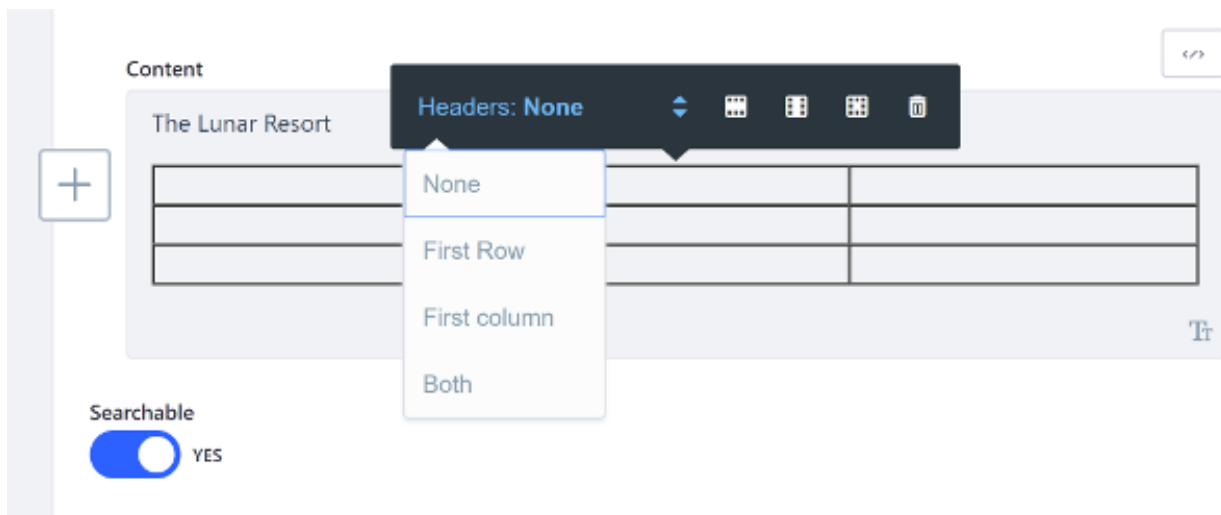 Content
Headers: None
The Lunar Resort
None
First Row
First column
Both
Searchable
YES